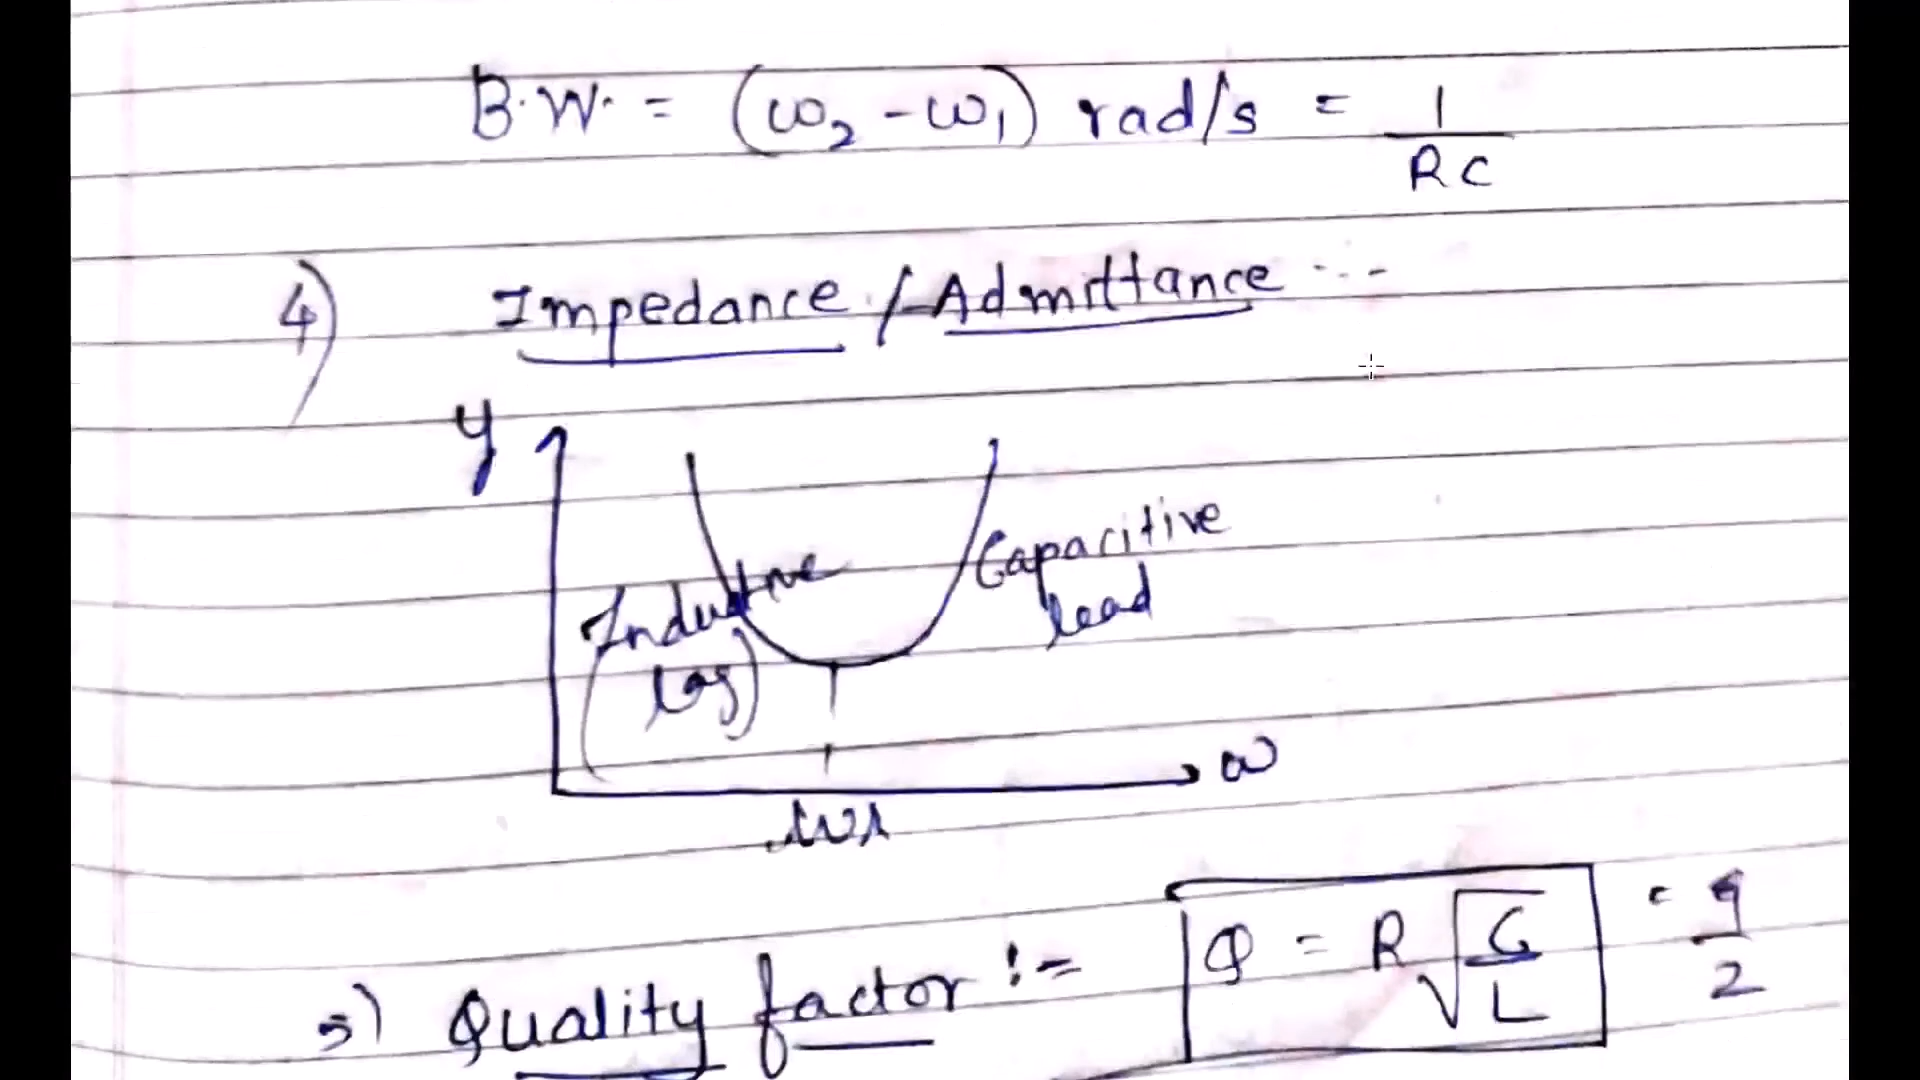 B.W. = (ω₂ - ω₁) rad/s = 1/RC
4) Impedance / Admittance ...
y
Inductive
(lag)
Capacitive
lead
ω
ωr
5) Quality factor :- Q = R √(C/L) =